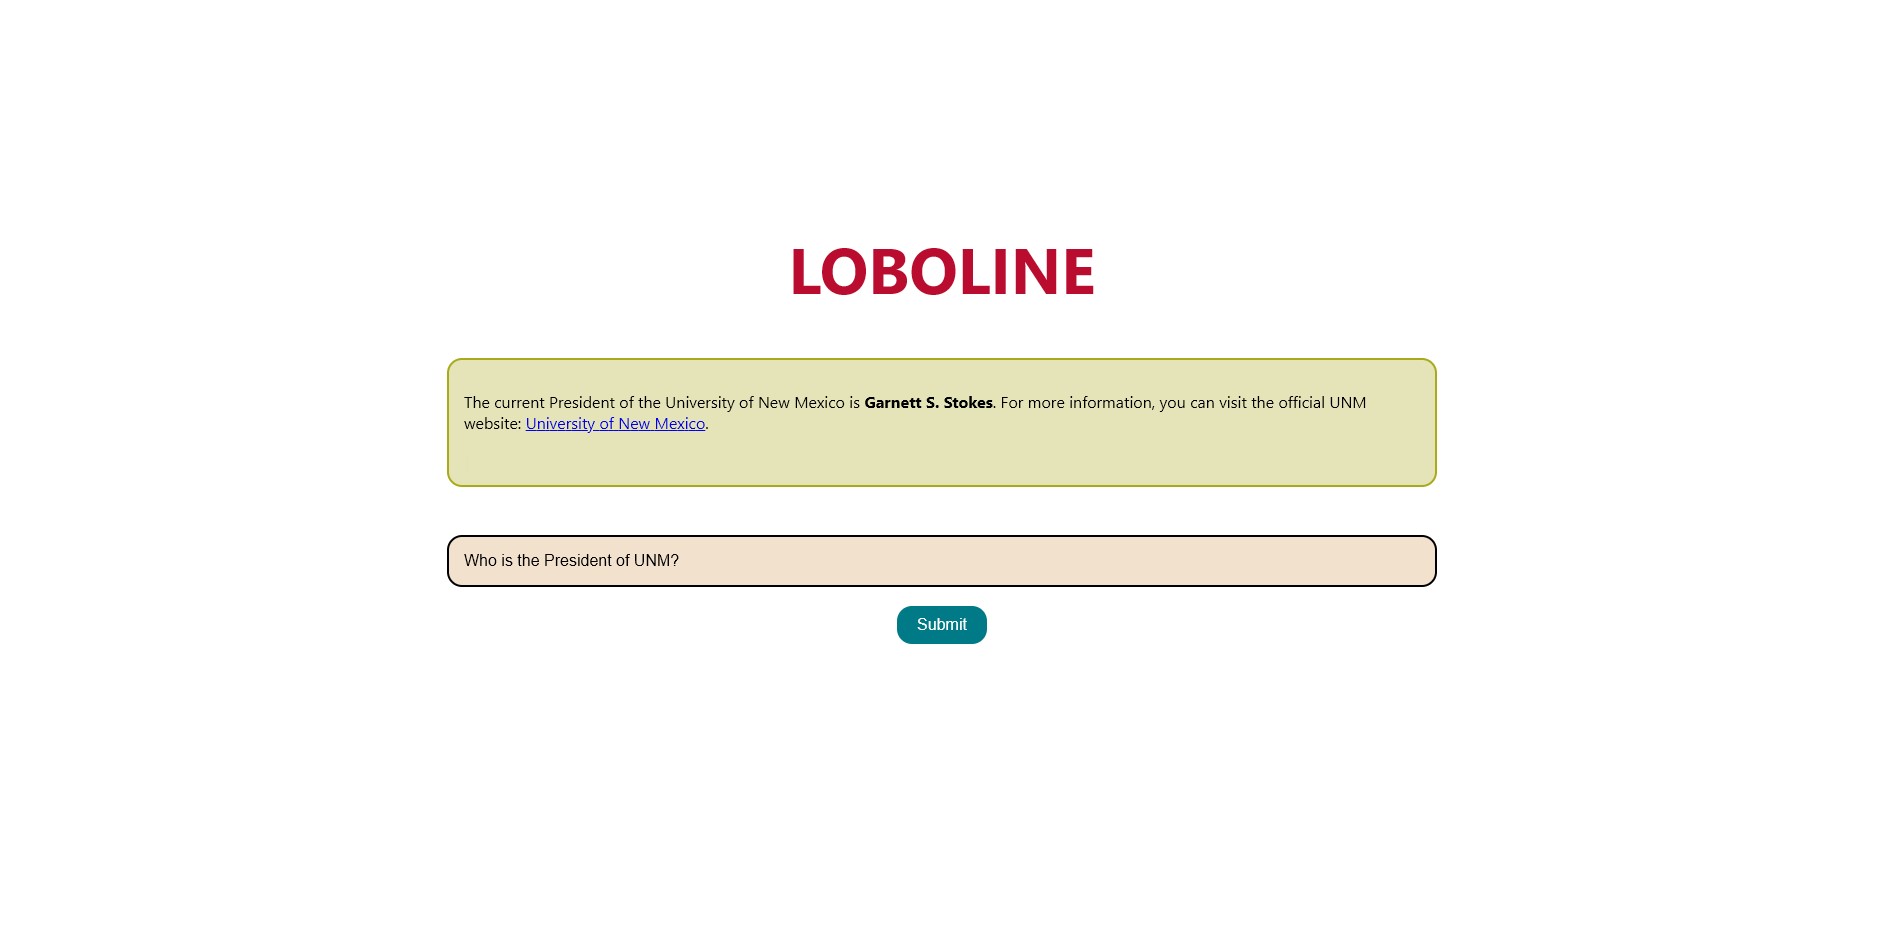 LOBOLINE
The current President of the University of New Mexico is Garnett S. Stokes. For more information, you can visit the official UNM
website: University of New Mexico.
Who is the President of UNM?
Submit